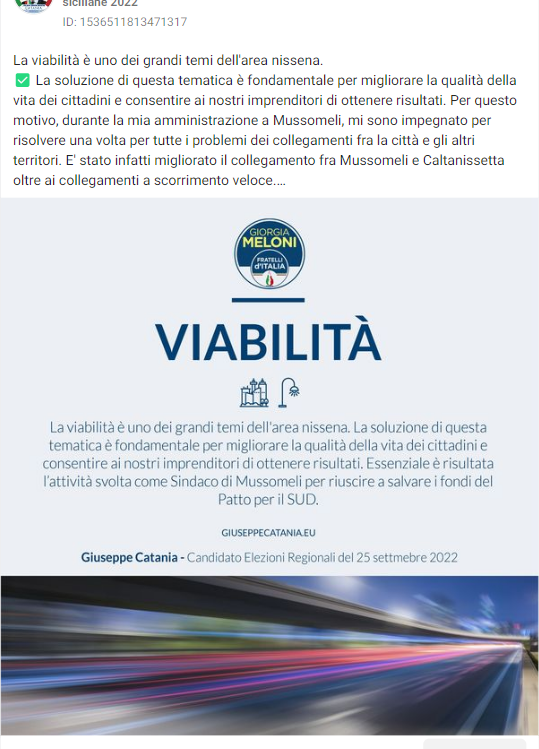 siciliane 2022
ID: 1536511813471317
La viabilità è uno dei grandi temi dell'area nissena.
✅ La soluzione di questa tematica è fondamentale per migliorare la qualità della
vita dei cittadini e consentire ai nostri imprenditori di ottenere risultati. Per questo
motivo, durante la mia amministrazione a Mussomeli, mi sono impegnato per
risolvere una volta per tutte i problemi dei collegamenti fra la città e gli altri
territori. E' stato infatti migliorato il collegamento fra Mussomeli e Caltanissetta
oltre ai collegamenti a scorrimento veloce....
GIORGIA
MELONI
FRATELLI
d'ITALIA
VIABILITÀ
La viabilità è uno dei grandi temi dell'area nissena. La soluzione di questa
tematica è fondamentale per migliorare la qualità della vita dei cittadini e
consentire ai nostri imprenditori di ottenere risultati. Essenziale è risultata
l'attività svolta come Sindaco di Mussomeli per riuscire a salvare i fondi del
Patto per il SUD.
GIUSEPPECATANIA.EU
Giuseppe Catania - Candidato Elezioni Regionali del 25 settmebre 2022